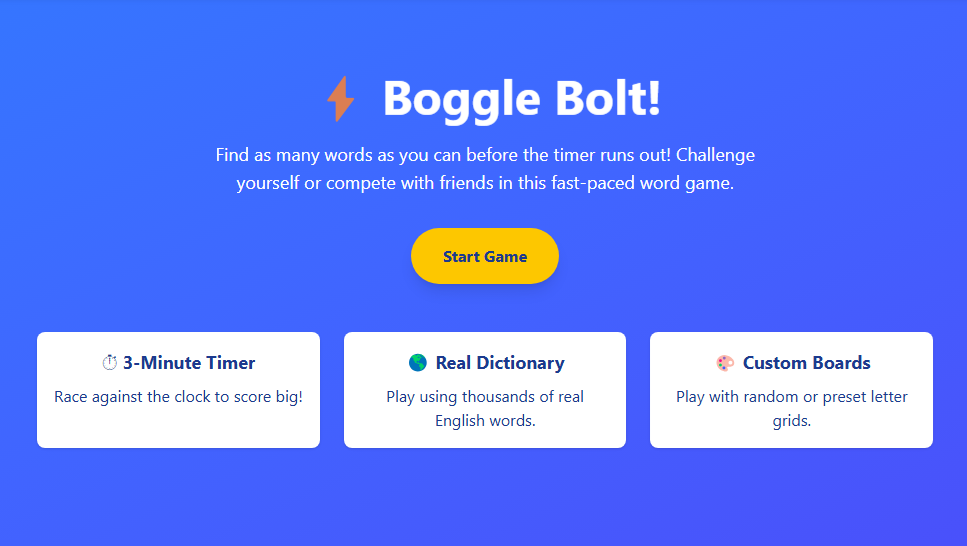 Boggle Bolt!
Find as many words as you can before the timer runs out! Challenge
yourself or compete with friends in this fast-paced word game.
Start Game
3-Minute Timer
Race against the clock to score big!
Real Dictionary
Play using thousands of real
English words.
Custom Boards
Play with random or preset letter
grids.